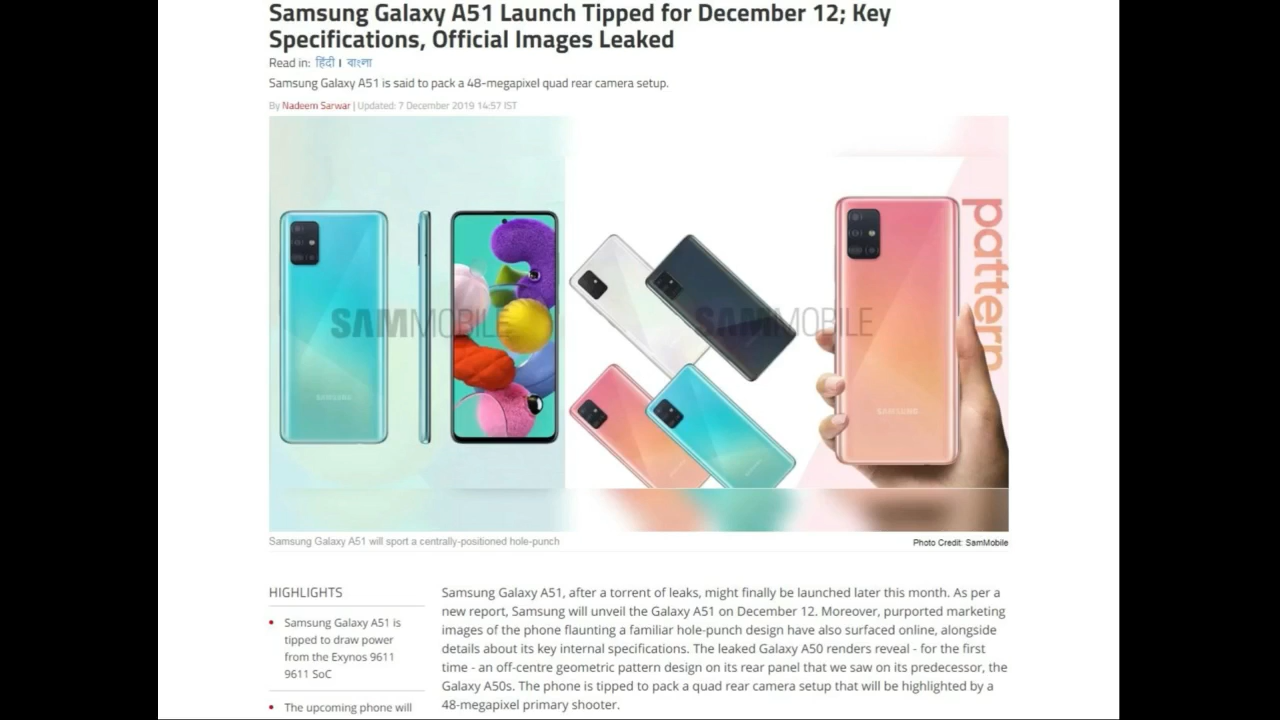 Samsung Galaxy A51 Launch Tipped for December 12; Key
Specifications, Official Images Leaked
Read in: हिंदी | বাংলা
Samsung Galaxy A51 is said to pack a 48-megapixel quad rear camera setup.
By Nadeem Sarwar | Updated: 7 December 2019 14:57 IST
SAMMOBILE
SAMMOBILE
pattern
SAMSUNG
SAMSUNG
Samsung Galaxy A51 will sport a centrally-positioned hole-punch
Photo Credit: SamMobile
HIGHLIGHTS
Samsung Galaxy A51 is
tipped to draw power
from the Exynos 9611
9611 SoC
The upcoming phone will
Samsung Galaxy A51, after a torrent of leaks, might finally be launched later this month. As per a
new report, Samsung will unveil the Galaxy A51 on December 12. Moreover, purported marketing
images of the phone flaunting a familiar hole-punch design have also surfaced online, alongside
details about its key internal specifications. The leaked Galaxy A50 renders reveal - for the first
time - an off-centre geometric pattern design on its rear panel that we saw on its predecessor, the
Galaxy A50s. The phone is tipped to pack a quad rear camera setup that will be highlighted by a
48-megapixel primary shooter.